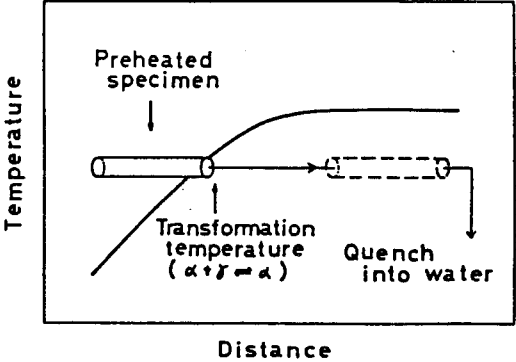 Preheated
specimen
Temperature
Transformation
temperature
( α+γ ⇌ α )
Quench
into water
Distance